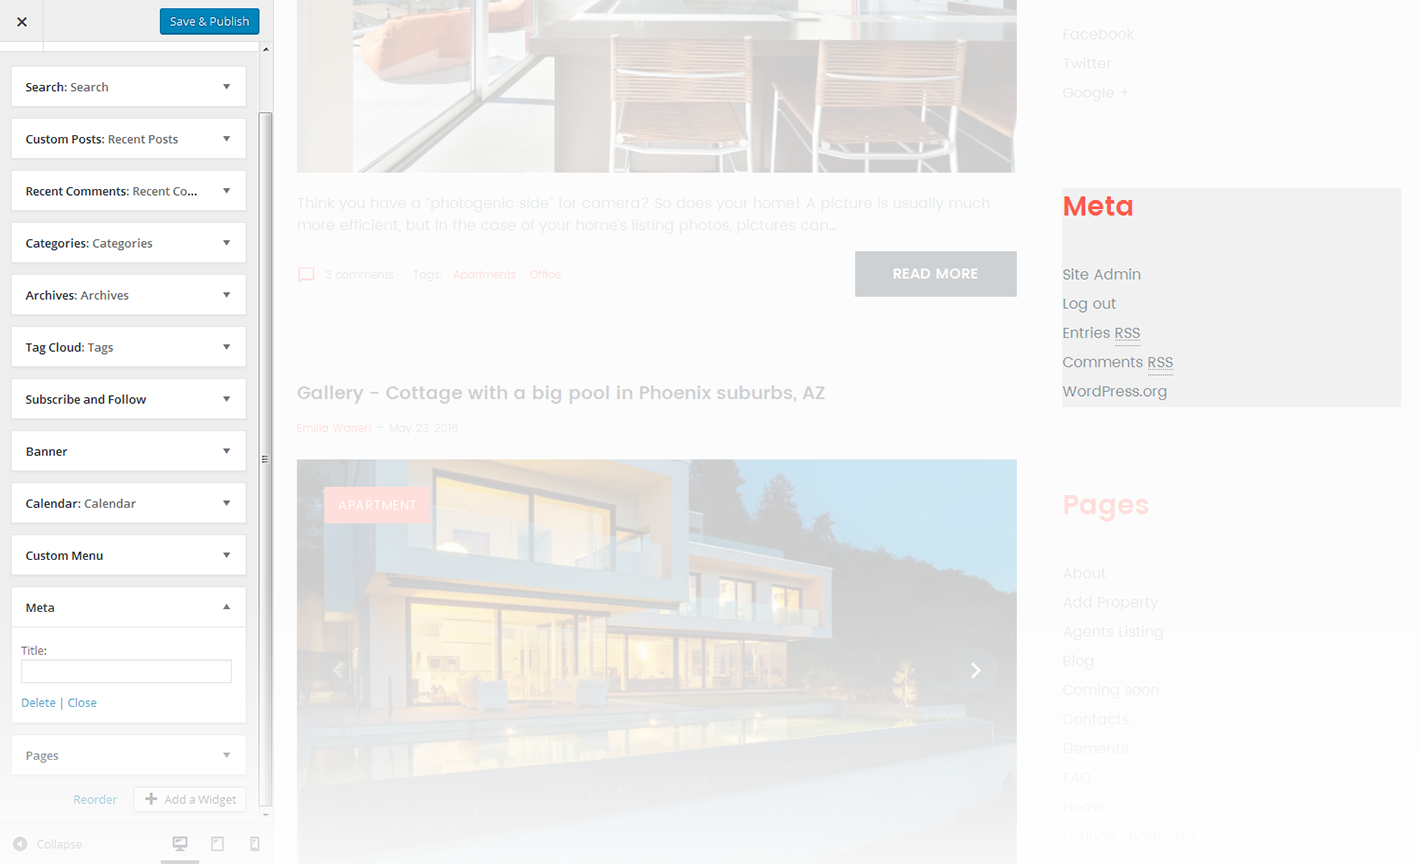 Save & Publish
Search: Search
Custom Posts: Recent Posts
Recent Comments: Recent Co...
Categories: Categories
Archives: Archives
Tag Cloud: Tags
Subscribe and Follow
Banner
Calendar: Calendar
Custom Menu
Meta
Title:
Delete | Close
Pages
Reorder
Add a Widget
Collapse
Think you have a "photogenic side" for camera? So does your home! A picture is usually much
more efficient, but in the case of your home's listing photos, pictures can...
3 comments Tags: Apartments Office
READ MORE
Gallery - Cottage with a big pool in Phoenix suburbs, AZ
Emilia Warren - May 23, 2016
APARTMENT
Facebook
Twitter
Google +
Meta
Site Admin
Log out
Entries RSS
Comments RSS
WordPress.org
Pages
About
Add Property
Agents Listing
Blog
Coming soon
Contacts
Elements
FAQ
Home